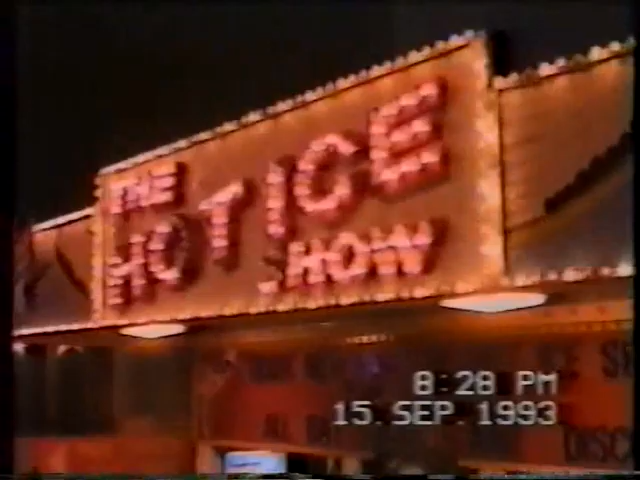 THE
HOT ICE
SHOW
8:28 PM
15. SEP. 1993